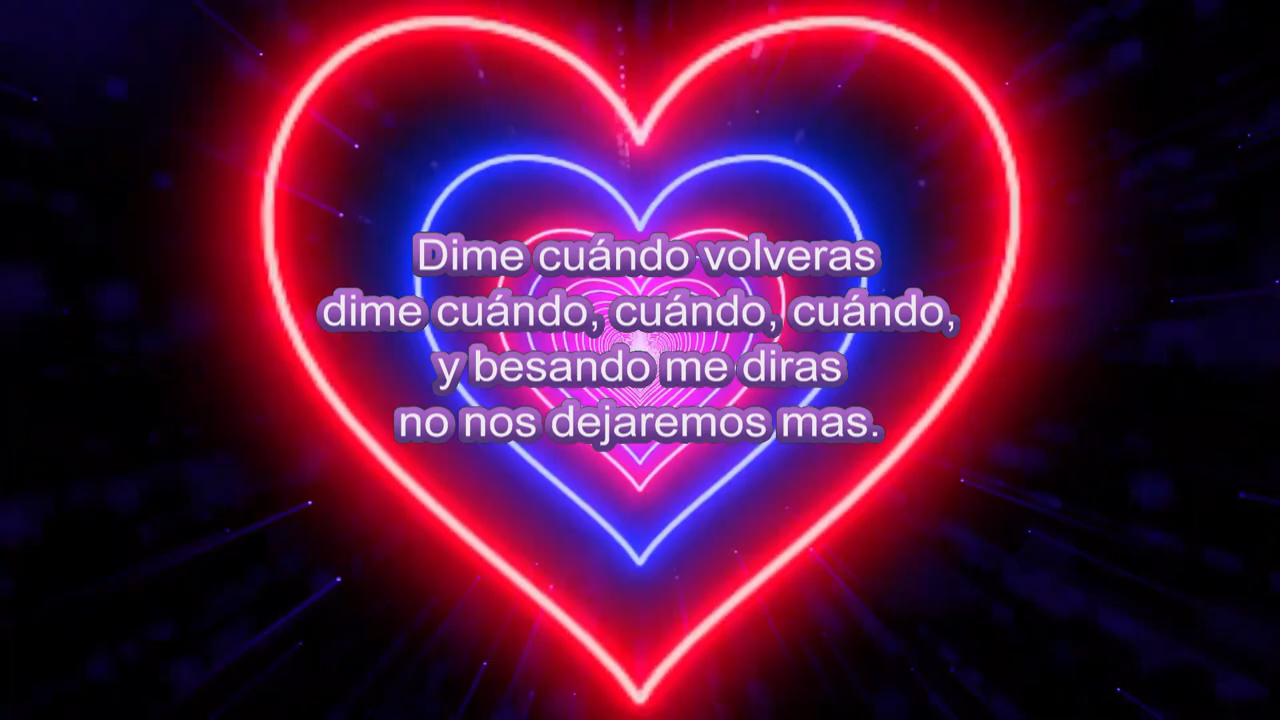 Dime cuándo volveras
dime cuándo, cuándo, cuándo,
y besando me diras
no nos dejaremos mas.